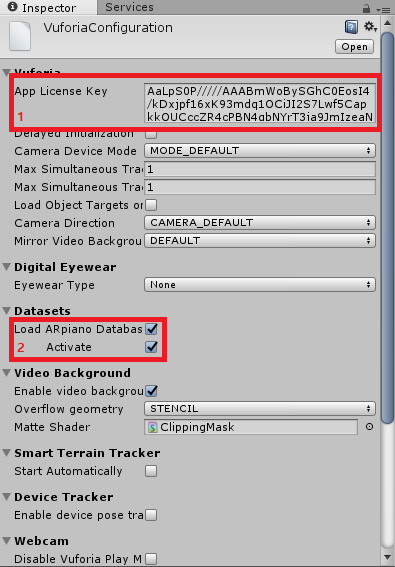 Inspector
Services
VuforiaConfiguration
Open
Vuforia
App License Key
AaLpS0P/////AAABmWoBySGhC0EosI4
/kDxjpf16xK93mdq1OCiJI2S7Lwf5Cap
kkOUCccZR4cPBN4qbNYrT3ia9JmIzeaN
1
Delayed Initialization
Camera Device Mode MODE_DEFAULT
Max Simultaneous Trac 1
Max Simultaneous Trac 1
Load Object Targets on
Camera Direction CAMERA_DEFAULT
Mirror Video Backgrou DEFAULT
Digital Eyewear
Eyewear Type None
Datasets
Load ARpiano Databas
2 Activate
Video Background
Enable video backgrou
Overflow geometry STENCIL
Matte Shader ClippingMask
Smart Terrain Tracker
Start Automatically
Device Tracker
Enable device pose tra
Webcam
Disable Vuforia Play M